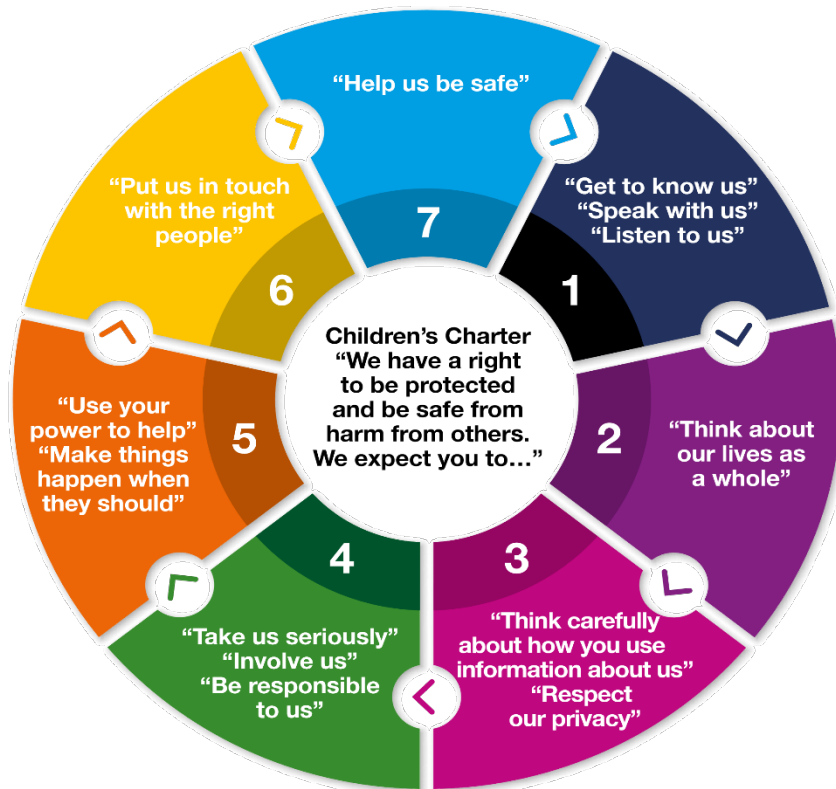 Children’s Charter
“We have a right
to be protected
and be safe from
harm from others.
We expect you to…”
1
“Get to know us”
“Speak with us”
“Listen to us”
2
“Think about
our lives as
a whole”
3
“Think carefully
about how you use
information about us”
“Respect
our privacy”
4
“Take us seriously”
“Involve us”
“Be responsible
to us”
5
“Use your
power to help”
“Make things
happen when
they should”
6
“Put us in touch
with the right
people”
7
“Help us be safe”